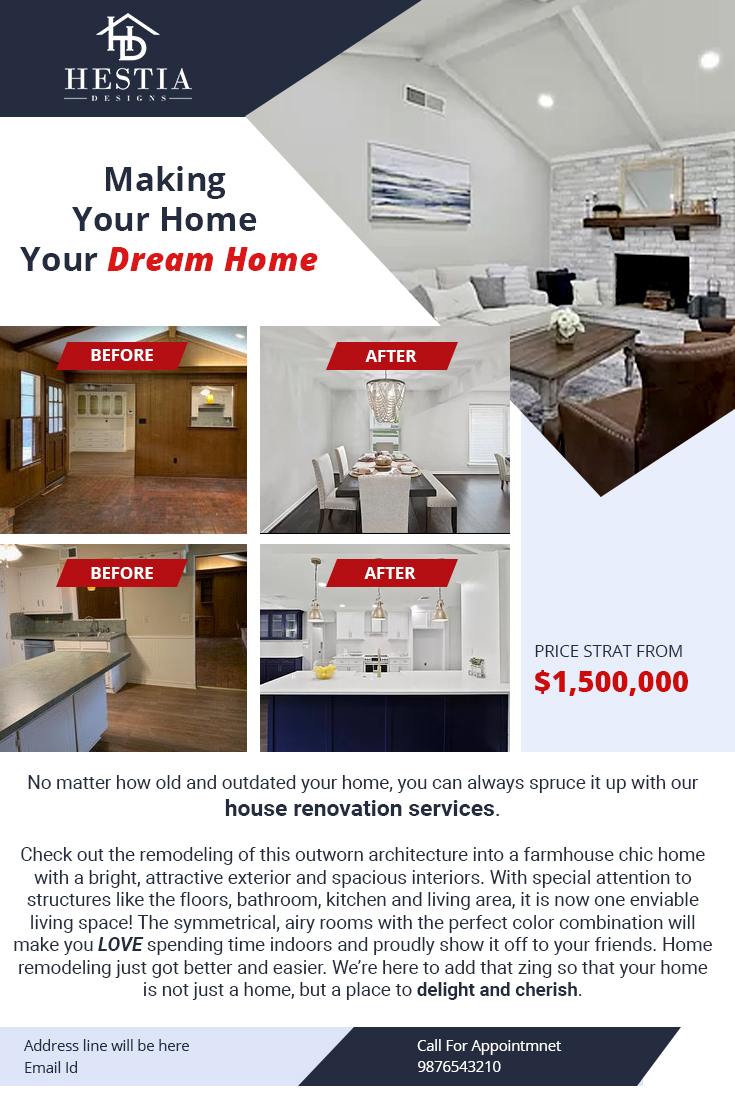 HESTIA
DESIGNS
Making
Your Home
Your Dream Home
BEFORE
AFTER
BEFORE
AFTER
PRICE STRAT FROM
$1,500,000
No matter how old and outdated your home, you can always spruce it up with our
house renovation services.
Check out the remodeling of this outworn architecture into a farmhouse chic home
with a bright, attractive exterior and spacious interiors. With special attention to
structures like the floors, bathroom, kitchen and living area, it is now one enviable
living space! The symmetrical, airy rooms with the perfect color combination will
make you LOVE spending time indoors and proudly show it off to your friends. Home
remodeling just got better and easier. We’re here to add that zing so that your home
is not just a home, but a place to delight and cherish.
Address line will be here
Email Id
Call For Appointmnet
9876543210